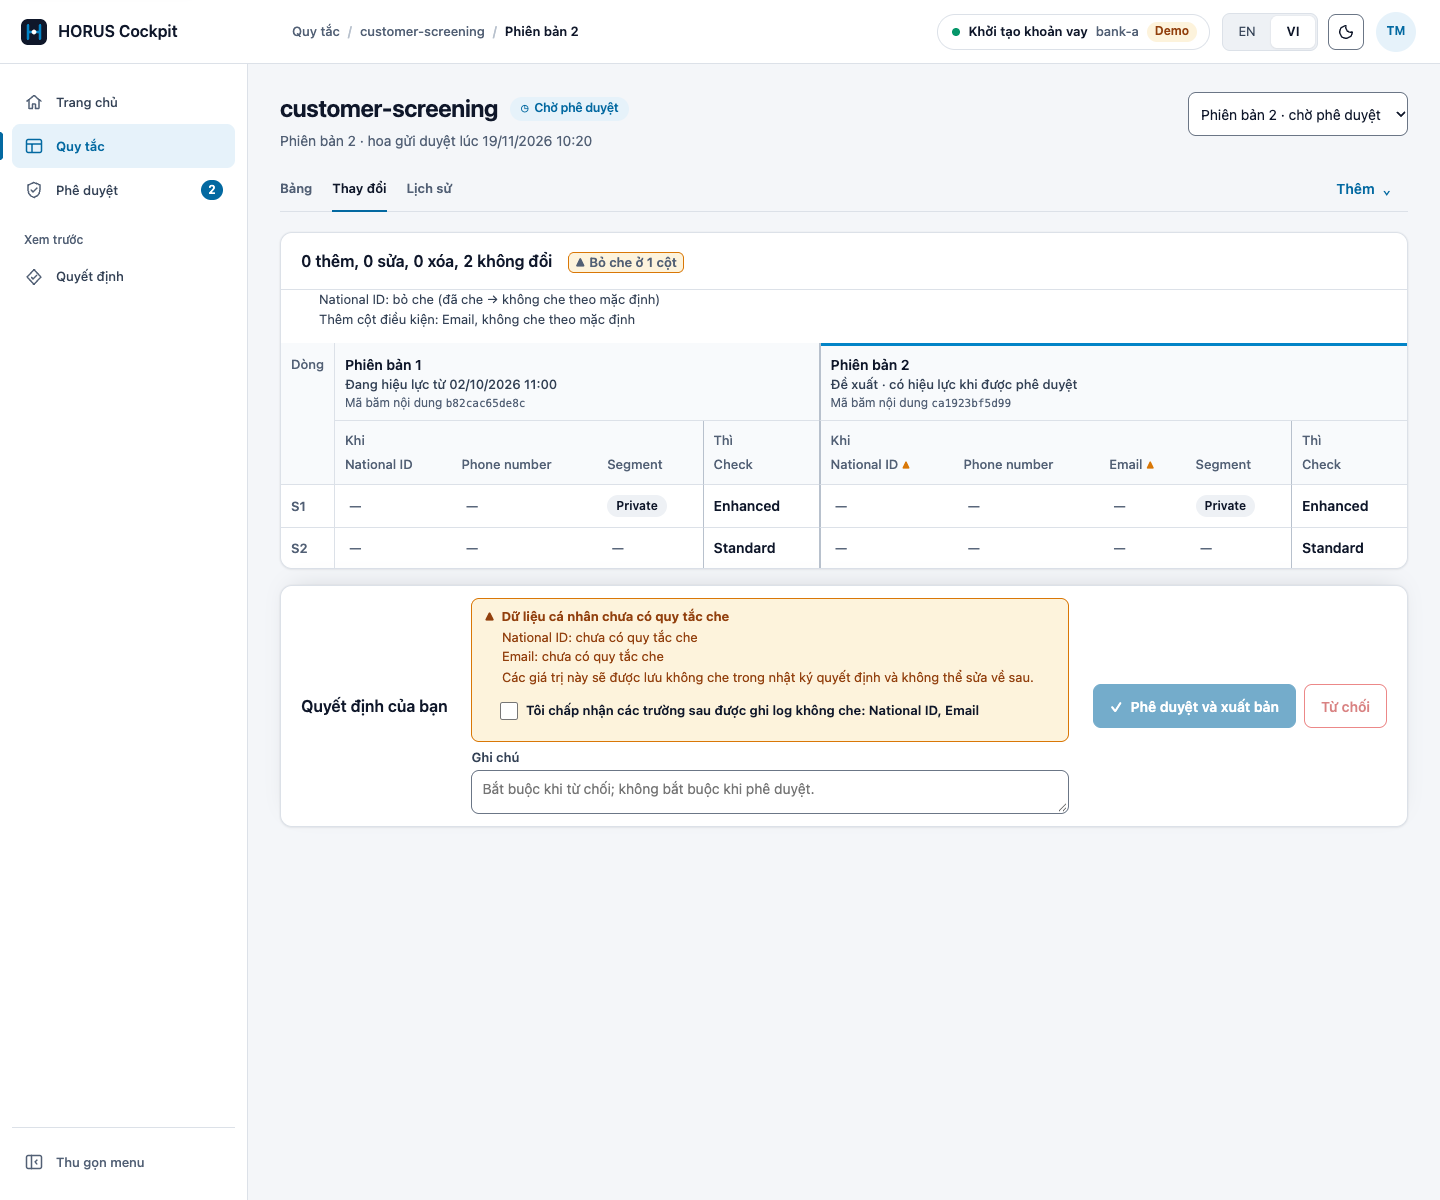 HORUS Cockpit
Quy tắc / customer-screening / Phiên bản 2
Khởi tạo khoản vay bank-a Demo
EN VI
TM
Trang chủ
Quy tắc
Phê duyệt 2
Xem trước
Quyết định
Thu gọn menu
customer-screening Chờ phê duyệt
Phiên bản 2 · hoa gửi duyệt lúc 19/11/2026 10:20
Phiên bản 2 · chờ phê duyệt
Bảng Thay đổi Lịch sử
Thêm
0 thêm, 0 sửa, 0 xóa, 2 không đổi Bỏ che ở 1 cột
National ID: bỏ che (đã che → không che theo mặc định)
Thêm cột điều kiện: Email, không che theo mặc định
Dòng Phiên bản 1 Phiên bản 2
Đang hiệu lực từ 02/10/2026 11:00 Đề xuất · có hiệu lực khi được phê duyệt
Mã băm nội dung b82cac65de8c Mã băm nội dung ca1923bf5d99
Khi Thì Khi Thì
National ID Phone number Segment Check National ID Phone number Email Segment Check
S1 — — Private Enhanced — — — Private Enhanced
S2 — — — Standard — — — — Standard
Quyết định của bạn
Dữ liệu cá nhân chưa có quy tắc che
National ID: chưa có quy tắc che
Email: chưa có quy tắc che
Các giá trị này sẽ được lưu không che trong nhật ký quyết định và không thể sửa về sau.
Tôi chấp nhận các trường sau được ghi log không che: National ID, Email
Ghi chú
Bắt buộc khi từ chối; không bắt buộc khi phê duyệt.
Phê duyệt và xuất bản
Từ chối